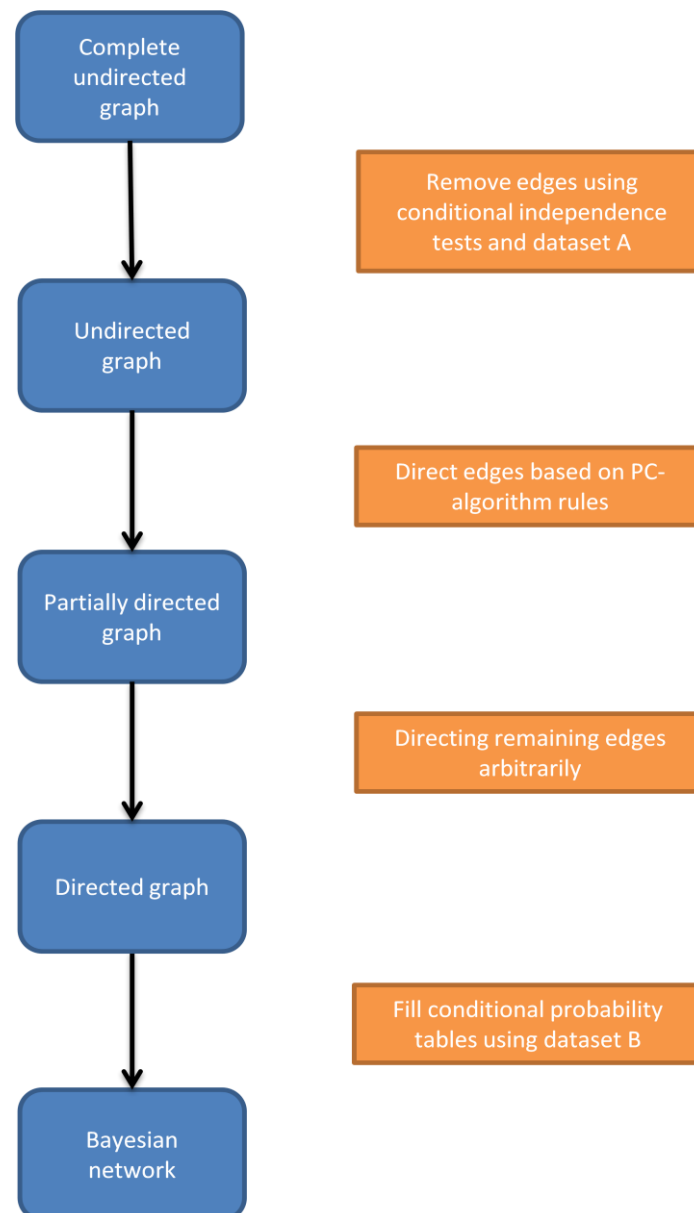 Complete
undirected
graph
Remove edges using
conditional independence
tests and dataset A
Undirected
graph
Direct edges based on PC-
algorithm rules
Partially directed
graph
Directing remaining edges
arbitrarily
Directed graph
Fill conditional probability
tables using dataset B
Bayesian
network